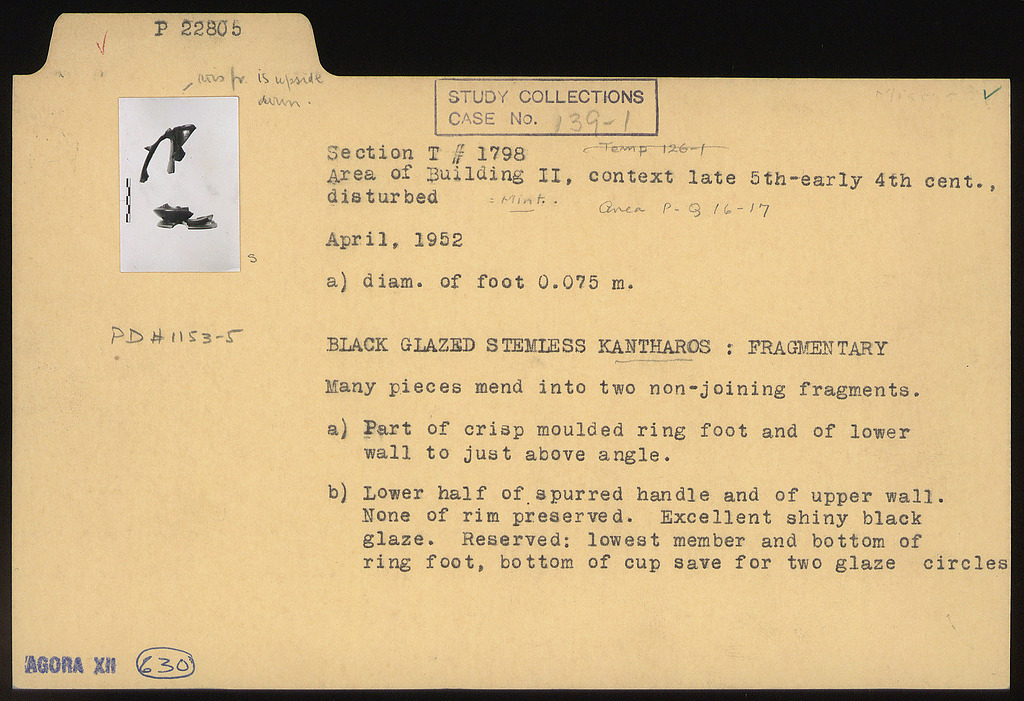 P 22805
this fr. is upside
down.
STUDY COLLECTIONS
CASE No. 139-1
Temp 126-1
Section T # 1798
Area of Building II, context late 5th-early 4th cent.,
disturbed = Mint. Area P-Q 16-17
April, 1952
S
a) diam. of foot 0.075 m.
PD#1153-5
BLACK GLAZED STEMLESS KANTHAROS : FRAGMENTARY
Many pieces mend into two non-joining fragments.
a) Part of crisp moulded ring foot and of lower
wall to just above angle.
b) Lower half of spurred handle and of upper wall.
None of rim preserved. Excellent shiny black
glaze. Reserved: lowest member and bottom of
ring foot, bottom of cup save for two glaze circles
AGORA XII 630